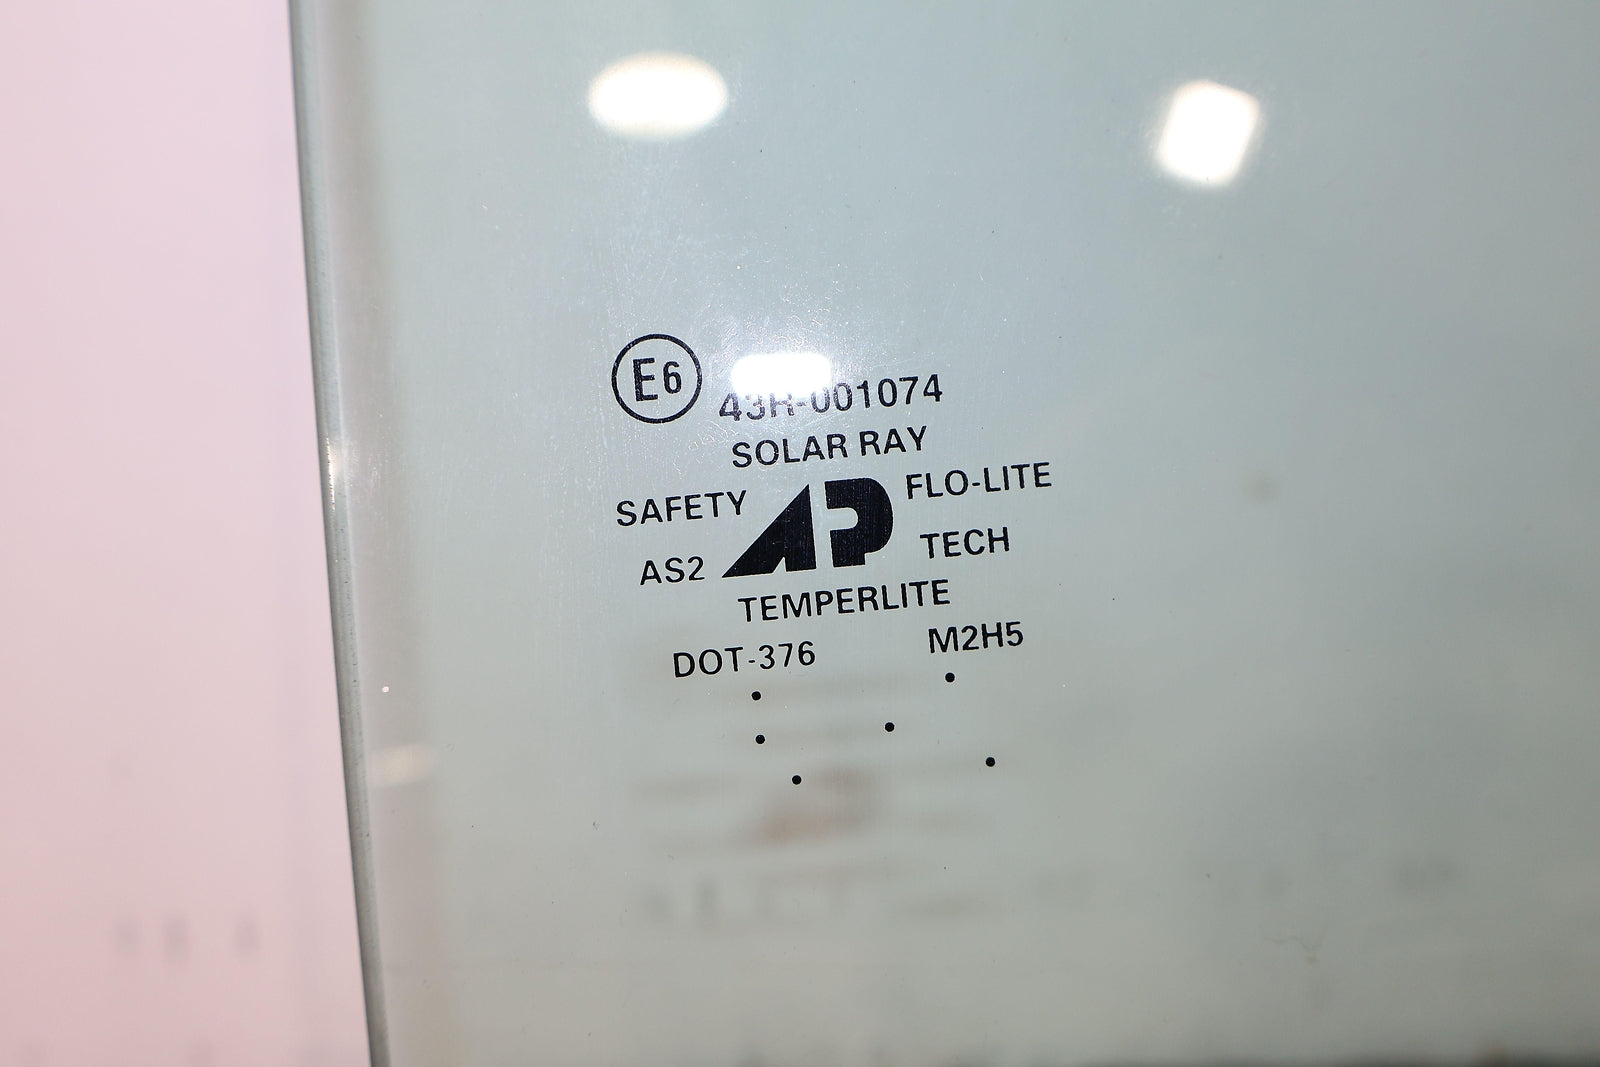 E6 43R-001074
SOLAR RAY
SAFETY AP FLO-LITE
AS2 TECH
TEMPERLITE
DOT-376 M2H5